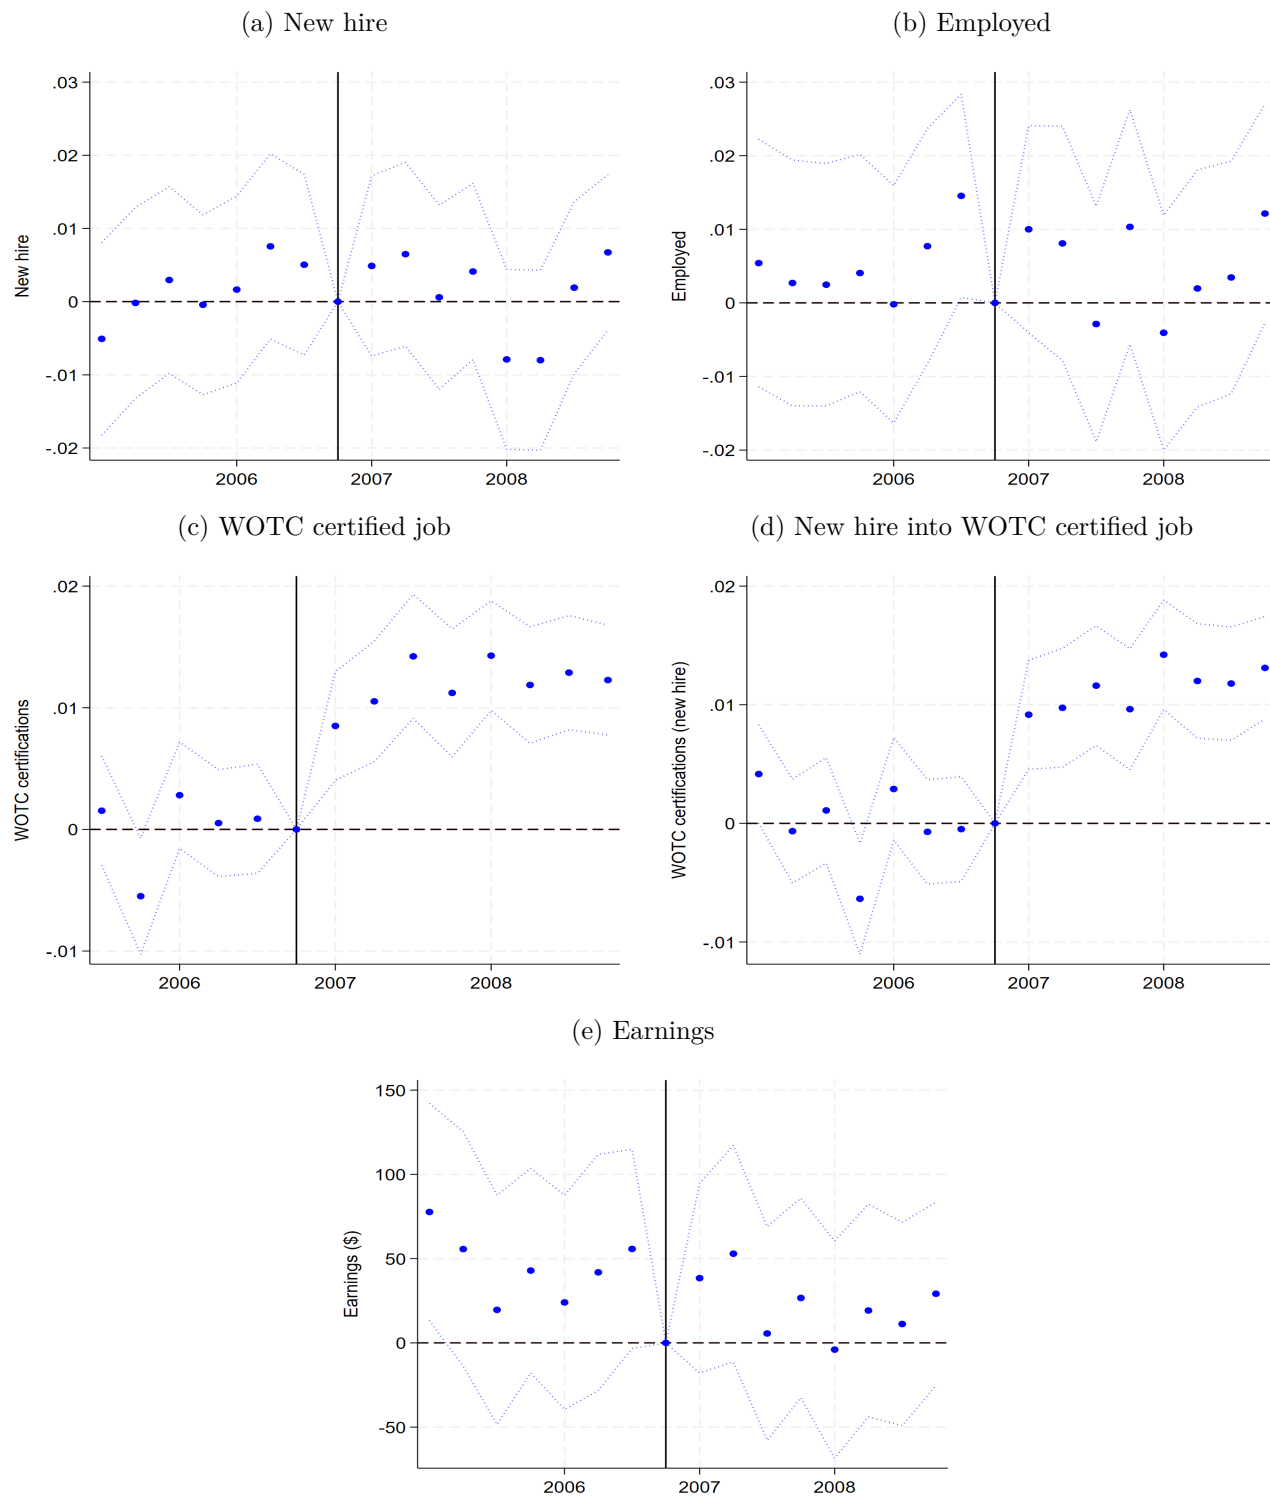 (a) New hire
.03
.02
.01
0
-.01
-.02
New hire
2006 2007 2008
(b) Employed
.03
.02
.01
0
-.01
-.02
Employed
2006 2007 2008
(c) WOTC certified job
.02
.01
0
-.01
WOTC certifications
2006 2007 2008
(d) New hire into WOTC certified job
.02
.01
0
-.01
WOTC certifications (new hire)
2006 2007 2008
(e) Earnings
150
100
50
0
-50
Earnings ($)
2006 2007 2008